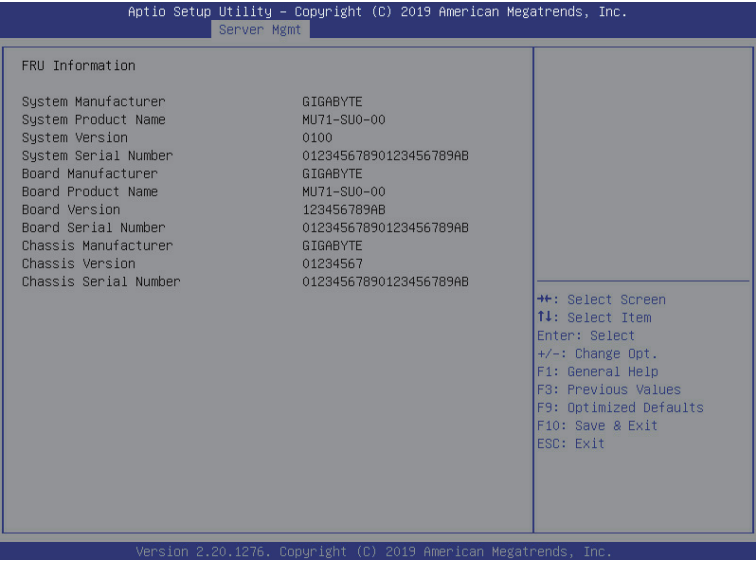 Aptio Setup Utility – Copyright (C) 2019 American Megatrends, Inc.
Server Mgmt
FRU Information
System Manufacturer GIGABYTE
System Product Name MU71-SU0-00
System Version 0100
System Serial Number 01234567890123456789AB
Board Manufacturer GIGABYTE
Board Product Name MU71-SU0-00
Board Version 123456789AB
Board Serial Number 01234567890123456789AB
Chassis Manufacturer GIGABYTE
Chassis Version 01234567
Chassis Serial Number 01234567890123456789AB
→←: Select Screen
↑↓: Select Item
Enter: Select
+/-: Change Opt.
F1: General Help
F3: Previous Values
F9: Optimized Defaults
F10: Save & Exit
ESC: Exit
Version 2.20.1276. Copyright (C) 2019 American Megatrends, Inc.